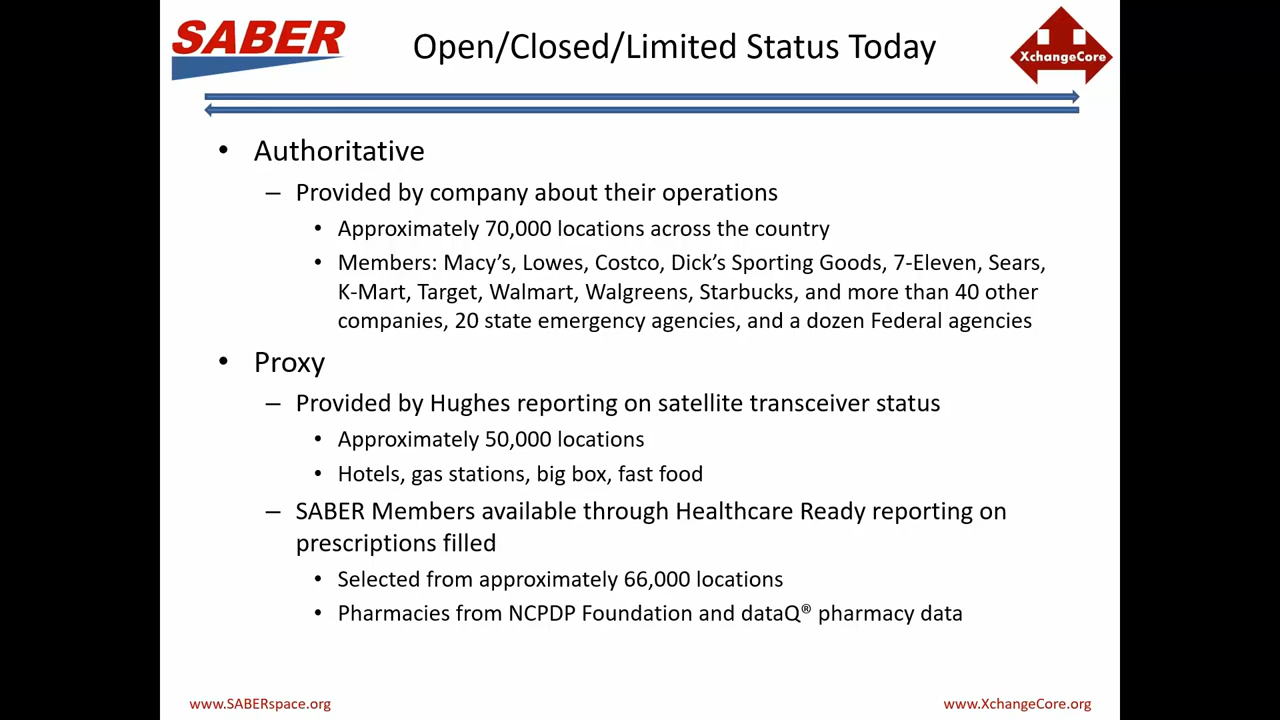 SABER
Open/Closed/Limited Status Today
XchangeCore
• Authoritative
– Provided by company about their operations
• Approximately 70,000 locations across the country
• Members: Macy's, Lowes, Costco, Dick's Sporting Goods, 7-Eleven, Sears,
K-Mart, Target, Walmart, Walgreens, Starbucks, and more than 40 other
companies, 20 state emergency agencies, and a dozen Federal agencies
• Proxy
– Provided by Hughes reporting on satellite transceiver status
• Approximately 50,000 locations
• Hotels, gas stations, big box, fast food
– SABER Members available through Healthcare Ready reporting on
prescriptions filled
• Selected from approximately 66,000 locations
• Pharmacies from NCPDP Foundation and dataQ® pharmacy data
www.SABERspace.org
www.XchangeCore.org